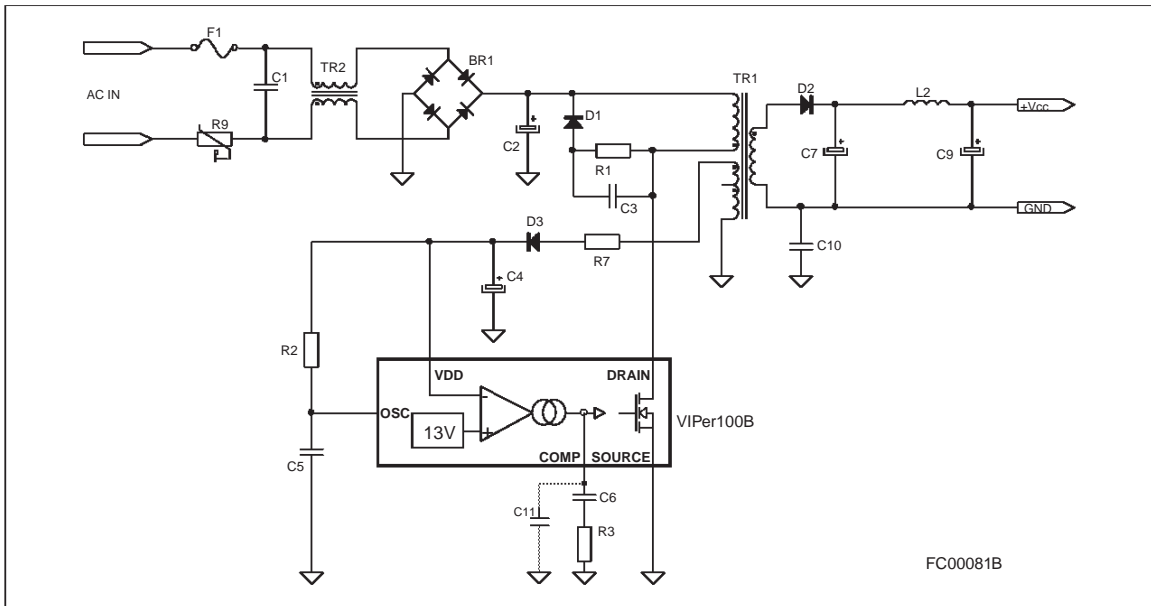 F1
TR2
BR1
C1
AC IN
R9
C2
D1
R1
C3
TR1
D2
L2
+Vcc
C7
C9
GND
C10
D3
R7
C4
R2
VDD
DRAIN
OSC
-
+
13V
VIPer100B
COMP
SOURCE
C5
C6
C11
R3
FC00081B